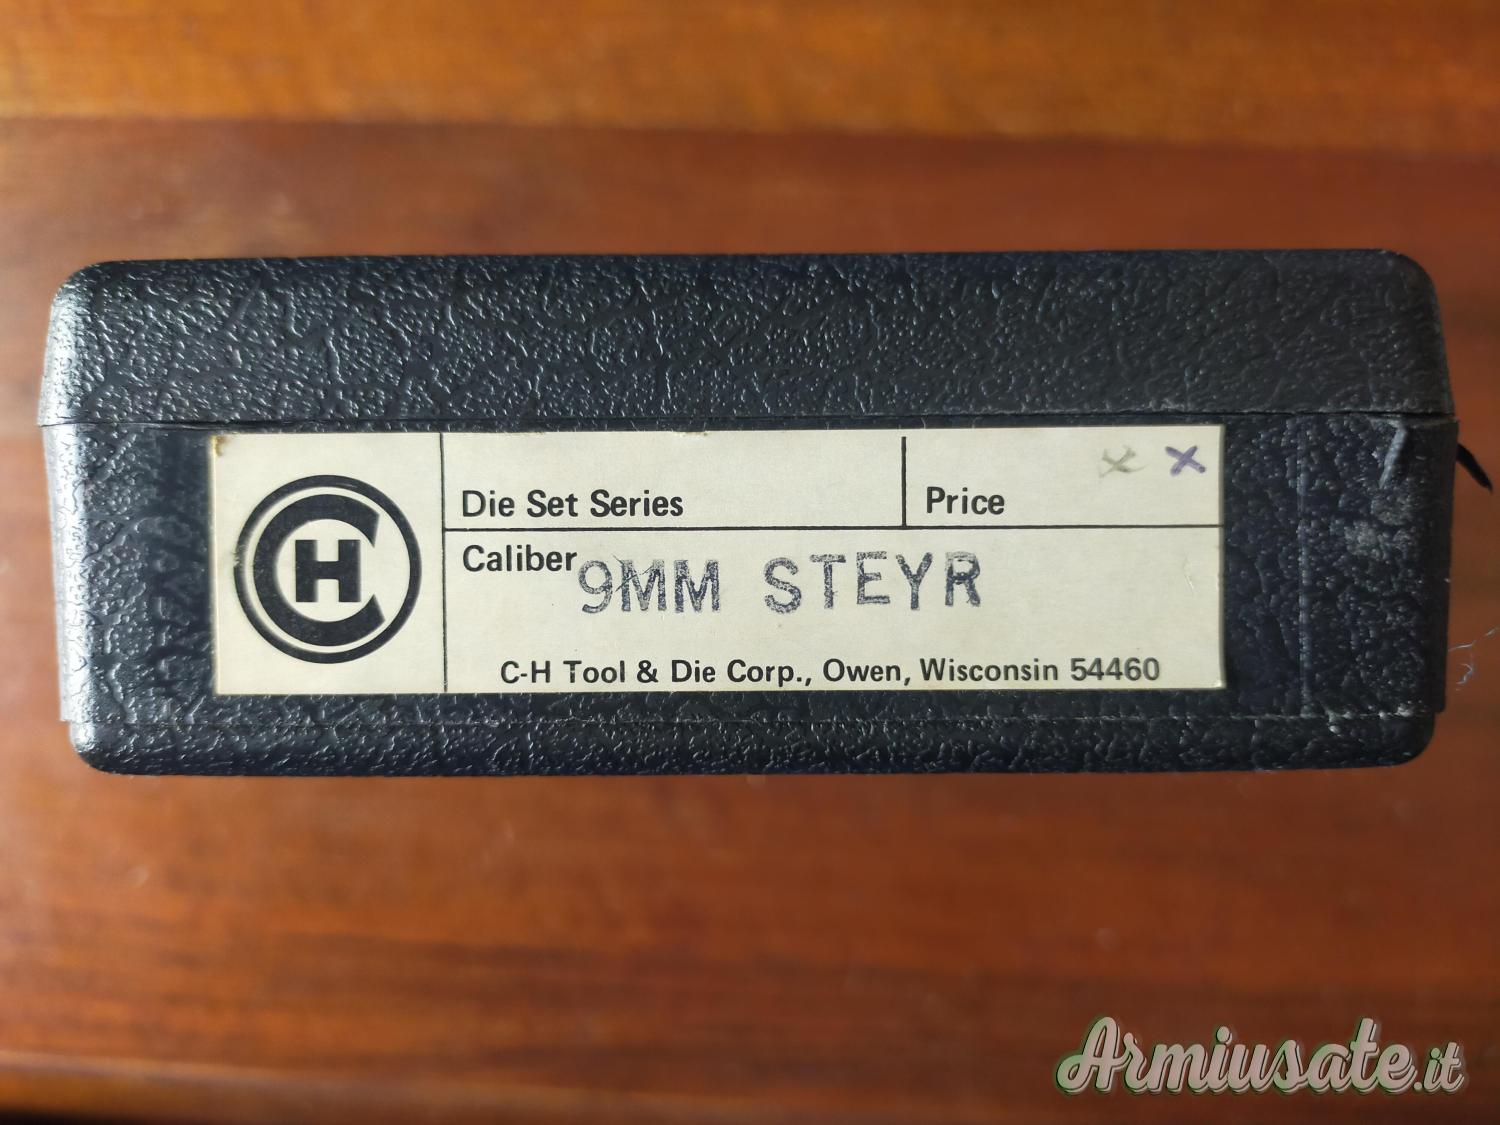 CH
Die Set Series
Price x x
Caliber 9MM STEYR
C-H Tool & Die Corp., Owen, Wisconsin 54460
Armiusate.it